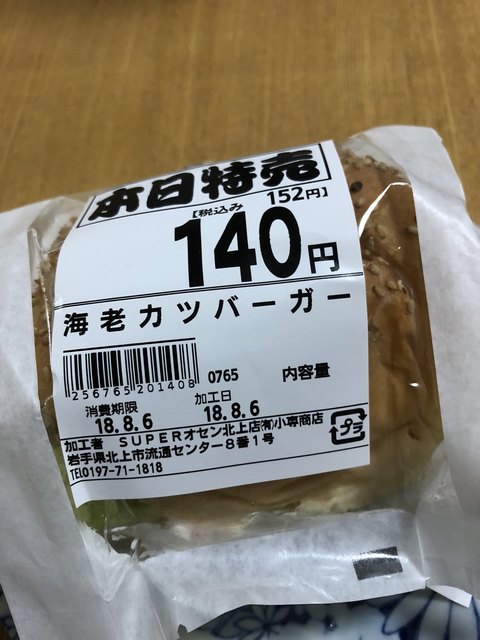 本日特売
【税込み 152円】
140円
海老カツバーガー
256765201408
0765
内容量
消費期限
加工日
18.8.6
18.8.6
加工者 SUPERオセン北上店(有)小専商店
岩手県北上市流通センター8番1号
TEL0197-71-1818
プラ